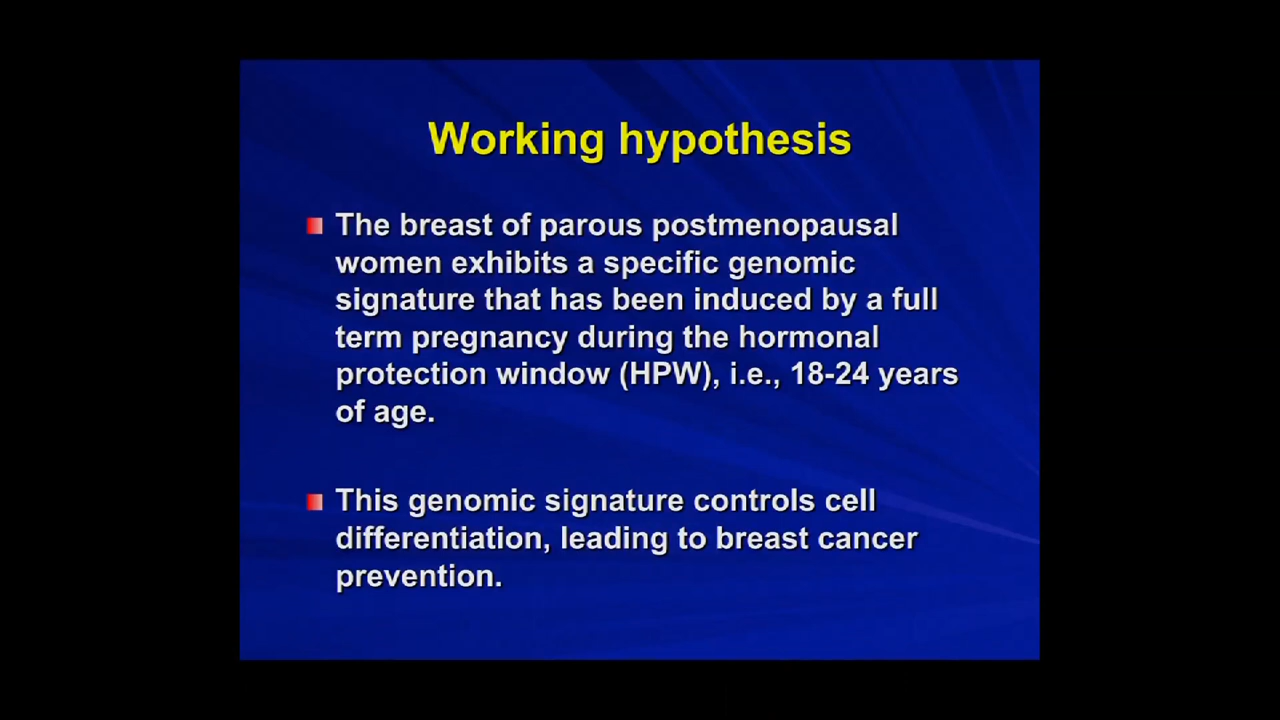 Working hypothesis
The breast of parous postmenopausal
women exhibits a specific genomic
signature that has been induced by a full
term pregnancy during the hormonal
protection window (HPW), i.e., 18-24 years
of age.
This genomic signature controls cell
differentiation, leading to breast cancer
prevention.